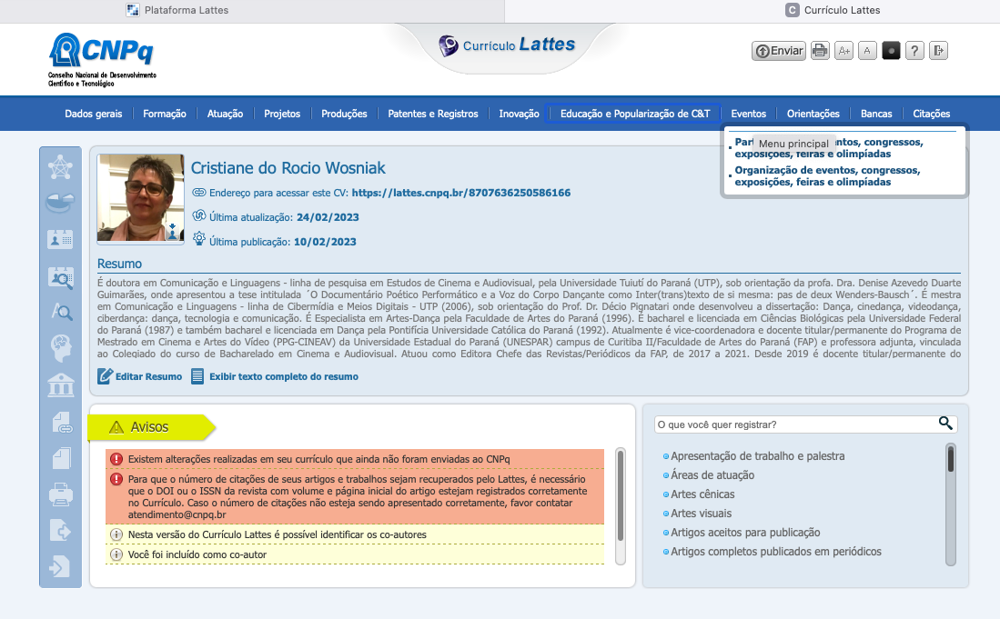 Plataforma Lattes
C Currículo Lattes
CNPq
Conselho Nacional de Desenvolvimento
Científico e Tecnológico
Currículo Lattes
Enviar
A+
A
?
Dados gerais
Formação
Atuação
Projetos
Produções
Patentes e Registros
Inovação
Educação e Popularização de C&T
Eventos
Orientações
Bancas
Citações
Menu principal
ntos, congressos,
exposições, feiras e olimpíadas
Organização de eventos, congressos,
exposições, feiras e olimpíadas
Cristiane do Rocio Wosniak
Endereço para acessar este CV: https://lattes.cnpq.br/8707636250586166
Última atualização: 24/02/2023
Última publicação: 10/02/2023
Resumo
É doutora em Comunicação e Linguagens - linha de pesquisa em Estudos de Cinema e Audiovisual, pela Universidade Tuiutí do Paraná (UTP), sob orientação da profa. Dra. Denise Azevedo Duarte
Guimarães, onde apresentou a tese intitulada ´O Documentário Poético Performático e a Voz do Corpo Dançante como Inter(trans)texto de si mesma: pas de deux Wenders-Bausch´. É mestra
em Comunicação e Linguagens - linha de Cibermídia e Meios Digitais - UTP (2006), sob orientação do Prof. Dr. Décio Pignatari onde desenvolveu a dissertação: Dança, cinedança, videodança,
ciberdança: dança, tecnologia e comunicação. É Especialista em Artes-Dança pela Faculdade de Artes do Paraná (1996). É bacharel e licenciada em Ciências Biológicas pela Universidade Federal
do Paraná (1987) e também bacharel e licenciada em Dança pela Pontifícia Universidade Católica do Paraná (1992). Atualmente é vice-coordenadora e docente titular/permanente do Programa de
Mestrado em Cinema e Artes do Vídeo (PPG-CINEAV) da Universidade Estadual do Paraná (UNESPAR) campus de Curitiba II/Faculdade de Artes do Paraná (FAP) e professora adjunta, vinculada
ao Colegiado do curso de Bacharelado em Cinema e Audiovisual. Atuou como Editora Chefe das Revistas/Periódicos da FAP, de 2017 a 2021. Desde 2019 é docente titular/permanente do
Editar Resumo
Exibir texto completo do resumo
Avisos
Existem alterações realizadas em seu currículo que ainda não foram enviadas ao CNPq
Para que o número de citações de seus artigos e trabalhos sejam recuperados pelo Lattes, é necessário
que o DOI ou o ISSN da revista com volume e página inicial do artigo estejam registrados corretamente
no Currículo. Caso o número de citações não esteja sendo apresentado corretamente, favor contatar
atendimento@cnpq.br
Nesta versão do Currículo Lattes é possível identificar os co-autores
Você foi incluído como co-autor
O que você quer registrar?
Apresentação de trabalho e palestra
Áreas de atuação
Artes cênicas
Artes visuais
Artigos aceitos para publicação
Artigos completos publicados em periódicos